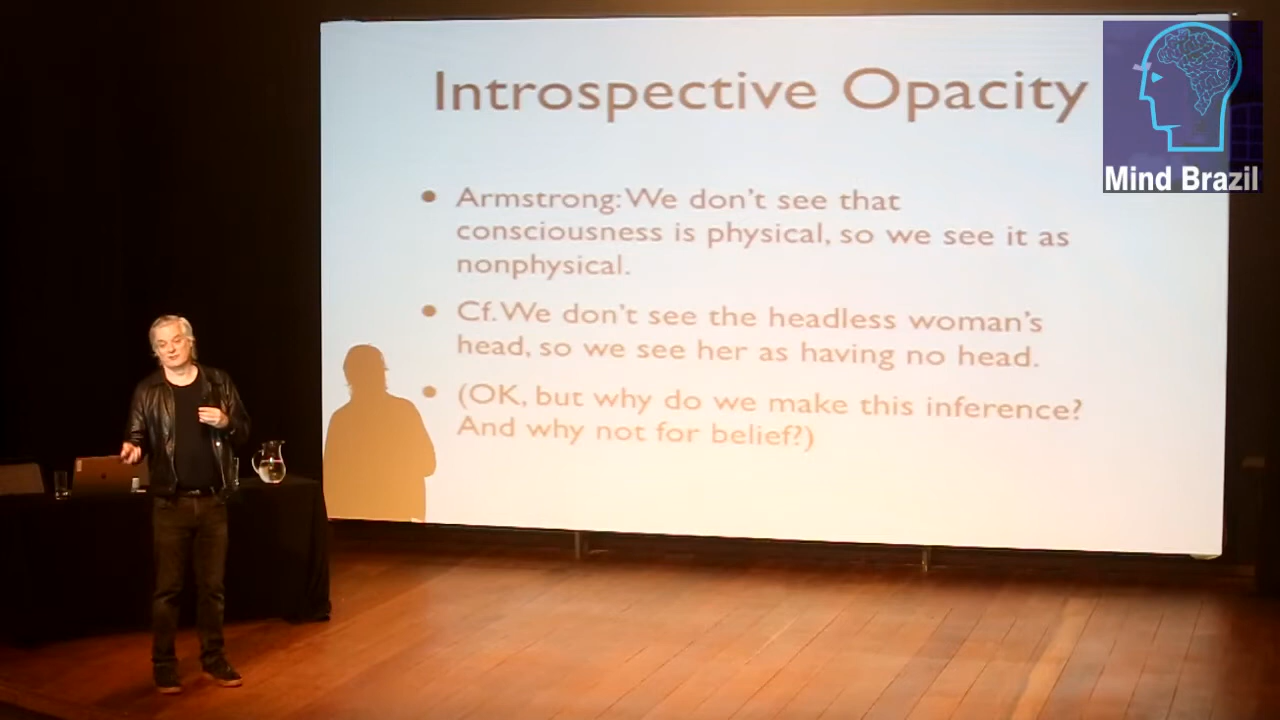 Introspective Opacity
• Armstrong: We don't see that
consciousness is physical, so we see it as
nonphysical.
• Cf. We don't see the headless woman's
head, so we see her as having no head.
• (OK, but why do we make this inference?
And why not for belief?)
Mind Brazil